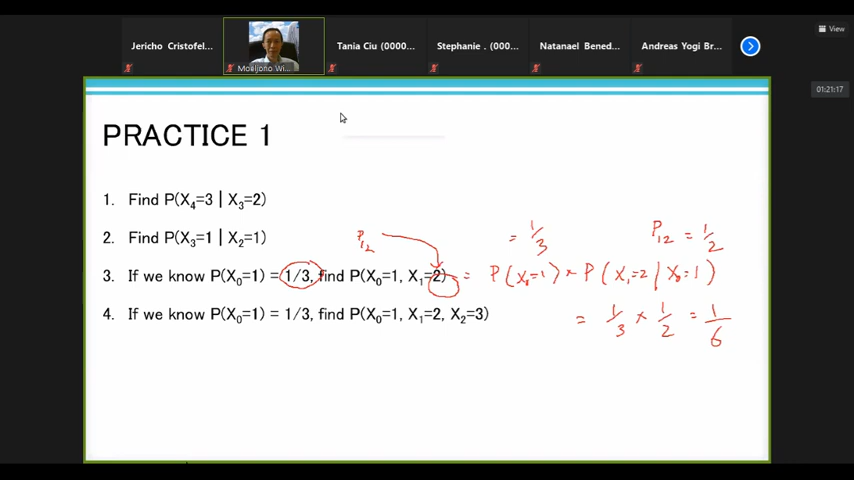 View
Jericho Cristofel...
Moeljono Wi...
Tania Ciu (0000...
Stephanie . (000...
Natanael Bened...
Andreas Yogi Br...
01:21:17
PRACTICE 1
1. Find P(X₄=3 | X₃=2)
2. Find P(X₃=1 | X₂=1)
3. If we know P(X₀=1) = 1/3, find P(X₀=1, X₁=2)
4. If we know P(X₀=1) = 1/3, find P(X₀=1, X₁=2, X₂=3)
P₁₂
= 1/3
P₁₂ = 1/2
= P(X₀=1) × P(X₁=2 | X₀=1)
= 1/3 × 1/2 = 1/6